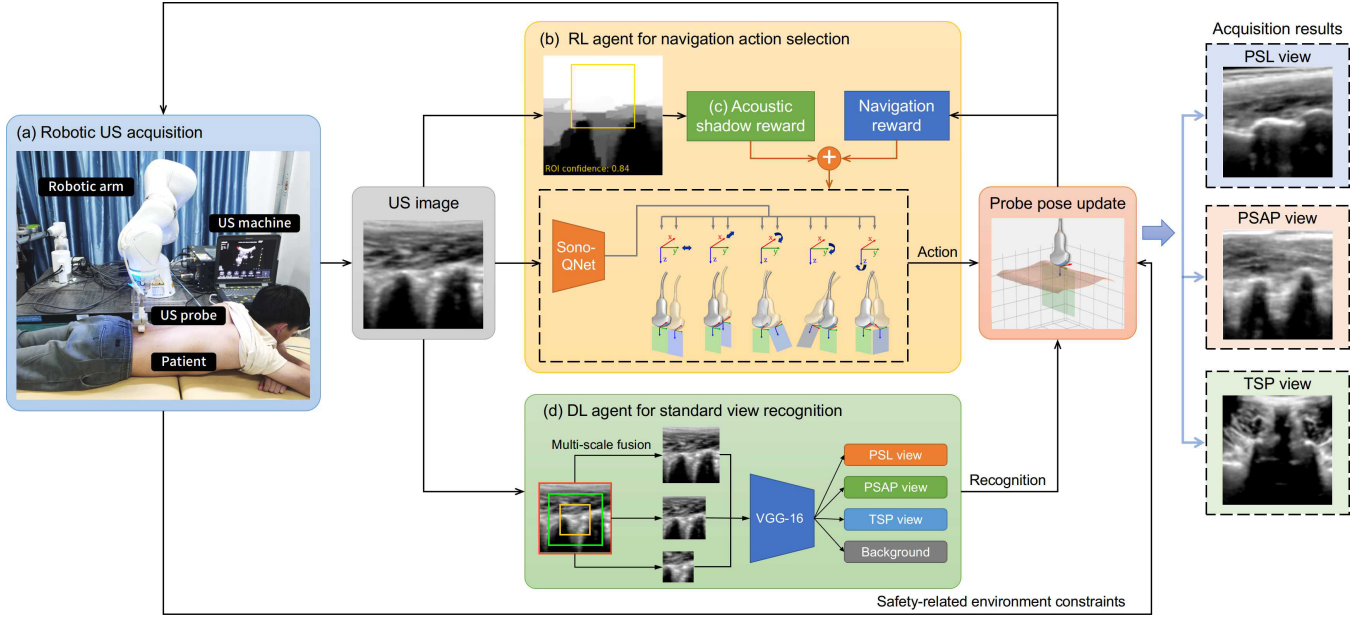 (a) Robotic US acquisition
Robotic arm
US machine
US probe
Patient
US image
(b) RL agent for navigation action selection
ROI confidence: 0.84
(c) Acoustic
shadow reward
Navigation
reward
+
Sono-
QNet
x
y
z
x
y
z
x
y
z
x
y
z
x
y
z
Action
Probe pose update
(d) DL agent for standard view recognition
Multi-scale fusion
VGG-16
PSL view
PSAP view
TSP view
Background
Recognition
Safety-related environment constraints
Acquisition results
PSL view
PSAP view
TSP view